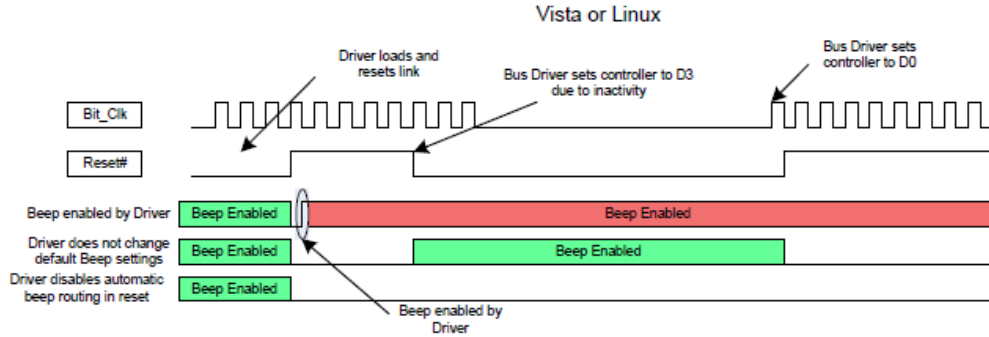 Vista or Linux
Driver loads and
resets link
Bus Driver sets controller to D3
due to inactivity
Bus Driver sets
controller to D0
Bit_Clk
Reset#
Beep enabled by Driver
Beep Enabled
Beep Enabled
Driver does not change
default Beep settings
Beep Enabled
Beep Enabled
Driver disables automatic
beep routing in reset
Beep Enabled
Beep enabled by
Driver